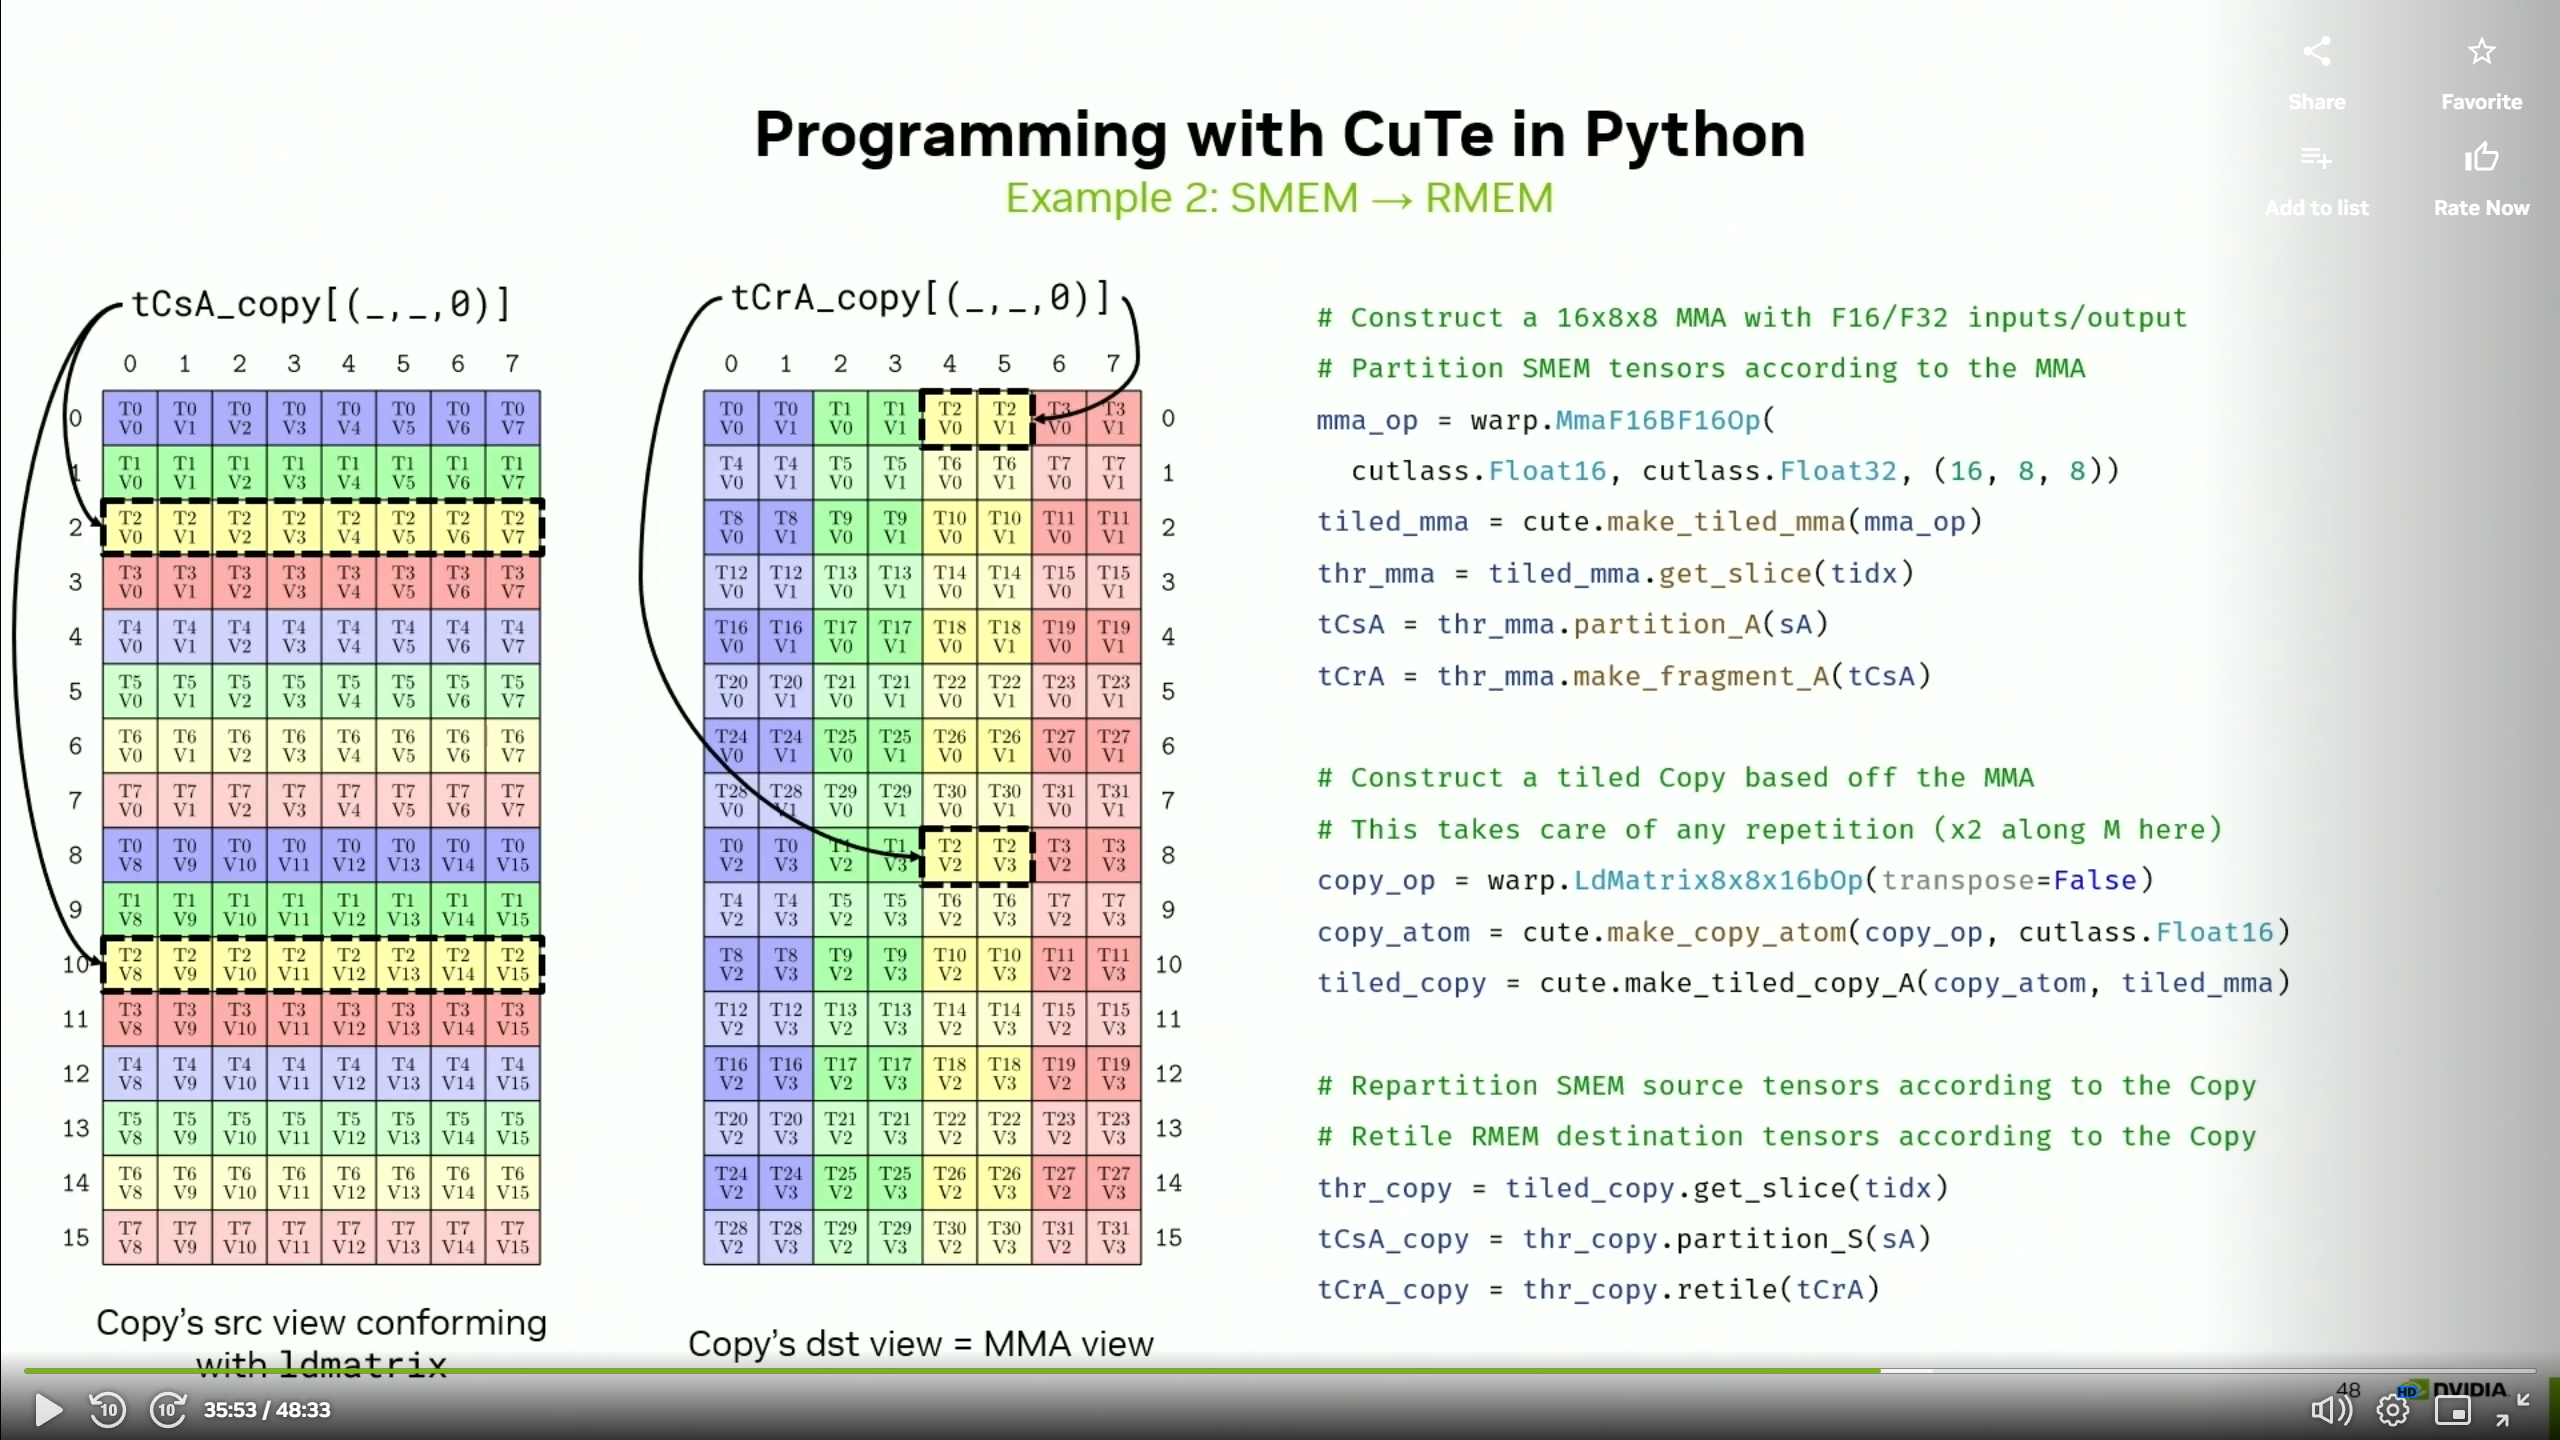 Share
Favorite
Add to list
Rate Now
Programming with CuTe in Python
Example 2: SMEM → RMEM
tCsA_copy[(_,_,0)]
0 1 2 3 4 5 6 7
0 T0 V0 T0 V1 T0 V2 T0 V3 T0 V4 T0 V5 T0 V6 T0 V7
1 T1 V0 T1 V1 T1 V2 T1 V3 T1 V4 T1 V5 T1 V6 T1 V7
2 T2 V0 T2 V1 T2 V2 T2 V3 T2 V4 T2 V5 T2 V6 T2 V7
3 T3 V0 T3 V1 T3 V2 T3 V3 T3 V4 T3 V5 T3 V6 T3 V7
4 T4 V0 T4 V1 T4 V2 T4 V3 T4 V4 T4 V5 T4 V6 T4 V7
5 T5 V0 T5 V1 T5 V2 T5 V3 T5 V4 T5 V5 T5 V6 T5 V7
6 T6 V0 T6 V1 T6 V2 T6 V3 T6 V4 T6 V5 T6 V6 T6 V7
7 T7 V0 T7 V1 T7 V2 T7 V3 T7 V4 T7 V5 T7 V6 T7 V7
8 T0 V8 T0 V9 T0 V10 T0 V11 T0 V12 T0 V13 T0 V14 T0 V15
9 T1 V8 T1 V9 T1 V10 T1 V11 T1 V12 T1 V13 T1 V14 T1 V15
10 T2 V8 T2 V9 T2 V10 T2 V11 T2 V12 T2 V13 T2 V14 T2 V15
11 T3 V8 T3 V9 T3 V10 T3 V11 T3 V12 T3 V13 T3 V14 T3 V15
12 T4 V8 T4 V9 T4 V10 T4 V11 T4 V12 T4 V13 T4 V14 T4 V15
13 T5 V8 T5 V9 T5 V10 T5 V11 T5 V12 T5 V13 T5 V14 T5 V15
14 T6 V8 T6 V9 T6 V10 T6 V11 T6 V12 T6 V13 T6 V14 T6 V15
15 T7 V8 T7 V9 T7 V10 T7 V11 T7 V12 T7 V13 T7 V14 T7 V15
Copy's src view conforming
with ldmatrix
tCrA_copy[(_,_,0)]
0 1 2 3 4 5 6 7
T0 V0 T0 V1 T1 V0 T1 V1 T2 V0 T2 V1 T3 V0 T3 V1 0
T4 V0 T4 V1 T5 V0 T5 V1 T6 V0 T6 V1 T7 V0 T7 V1 1
T8 V0 T8 V1 T9 V0 T9 V1 T10 V0 T10 V1 T11 V0 T11 V1 2
T12 V0 T12 V1 T13 V0 T13 V1 T14 V0 T14 V1 T15 V0 T15 V1 3
T16 V0 T16 V1 T17 V0 T17 V1 T18 V0 T18 V1 T19 V0 T19 V1 4
T20 V0 T20 V1 T21 V0 T21 V1 T22 V0 T22 V1 T23 V0 T23 V1 5
T24 V0 T24 V1 T25 V0 T25 V1 T26 V0 T26 V1 T27 V0 T27 V1 6
T28 V0 T28 V1 T29 V0 T29 V1 T30 V0 T30 V1 T31 V0 T31 V1 7
T0 V2 T0 V3 T1 V2 T1 V3 T2 V2 T2 V3 T3 V2 T3 V3 8
T4 V2 T4 V3 T5 V2 T5 V3 T6 V2 T6 V3 T7 V2 T7 V3 9
T8 V2 T8 V3 T9 V2 T9 V3 T10 V2 T10 V3 T11 V2 T11 V3 10
T12 V2 T12 V3 T13 V2 T13 V3 T14 V2 T14 V3 T15 V2 T15 V3 11
T16 V2 T16 V3 T17 V2 T17 V3 T18 V2 T18 V3 T19 V2 T19 V3 12
T20 V2 T20 V3 T21 V2 T21 V3 T22 V2 T22 V3 T23 V2 T23 V3 13
T24 V2 T24 V3 T25 V2 T25 V3 T26 V2 T26 V3 T27 V2 T27 V3 14
T28 V2 T28 V3 T29 V2 T29 V3 T30 V2 T30 V3 T31 V2 T31 V3 15
Copy's dst view = MMA view
# Construct a 16x8x8 MMA with F16/F32 inputs/output
# Partition SMEM tensors according to the MMA
mma_op = warp.MmaF16BF16Op(
cutlass.Float16, cutlass.Float32, (16, 8, 8))
tiled_mma = cute.make_tiled_mma(mma_op)
thr_mma = tiled_mma.get_slice(tidx)
tCsA = thr_mma.partition_A(sA)
tCrA = thr_mma.make_fragment_A(tCsA)
# Construct a tiled Copy based off the MMA
# This takes care of any repetition (x2 along M here)
copy_op = warp.LdMatrix8x8x16bOp(transpose=False)
copy_atom = cute.make_copy_atom(copy_op, cutlass.Float16)
tiled_copy = cute.make_tiled_copy_A(copy_atom, tiled_mma)
# Repartition SMEM source tensors according to the Copy
# Retile RMEM destination tensors according to the Copy
thr_copy = tiled_copy.get_slice(tidx)
tCsA_copy = thr_copy.partition_S(sA)
tCrA_copy = thr_copy.retile(tCrA)
10
10
35:53 / 48:33
48
HD
NVIDIA